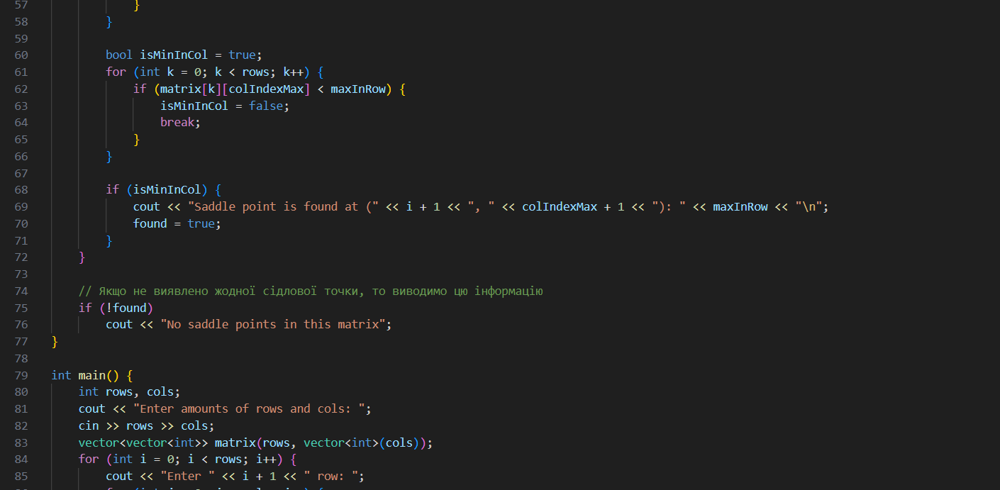 57 }
58 }
59
60 bool isMinInCol = true;
61 for (int k = 0; k < rows; k++) {
62 if (matrix[k][colIndexMax] < maxInRow) {
63 isMinInCol = false;
64 break;
65 }
66 }
67
68 if (isMinInCol) {
69 cout << "Saddle point is found at (" << i + 1 << ", " << colIndexMax + 1 << "): " << maxInRow << "\n";
70 found = true;
71 }
72 }
73
74 // Якщо не виявлено жодної сідлової точки, то виводимо цю інформацію
75 if (!found)
76 cout << "No saddle points in this matrix";
77 }
78
79 int main() {
80 int rows, cols;
81 cout << "Enter amounts of rows and cols: ";
82 cin >> rows >> cols;
83 vector<vector<int>> matrix(rows, vector<int>(cols));
84 for (int i = 0; i < rows; i++) {
85 cout << "Enter " << i + 1 << " row: ";